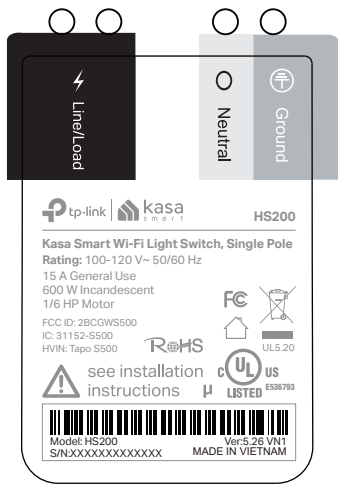 Line/Load
Neutral
Ground
tp-link
kasa
smart
HS200
Kasa Smart Wi-Fi Light Switch, Single Pole
Rating: 100-120 V~ 50/60 Hz
15 A General Use
600 W Incandescent
1/6 HP Motor
FC
FCC ID: 2BCGWS500
IC: 31152-S500
HVIN: Tapo S500
RoHS
UL5.20
see installation
instructions
µ
C UL US
LISTED E536793
Model: HS200 Ver:5.26 VN1
S/N:XXXXXXXXXXXXX MADE IN VIETNAM